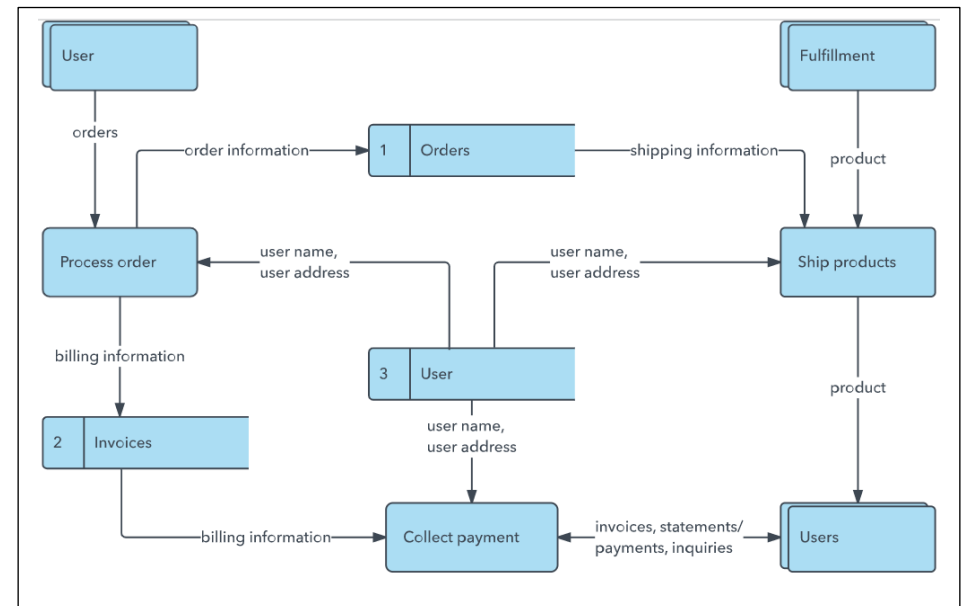 User
Fulfillment
orders
order information
1 Orders
shipping information
product
Process order
user name,
user address
user name,
user address
Ship products
billing information
3 User
product
user name,
user address
2 Invoices
billing information
Collect payment
invoices, statements/
payments, inquiries
Users